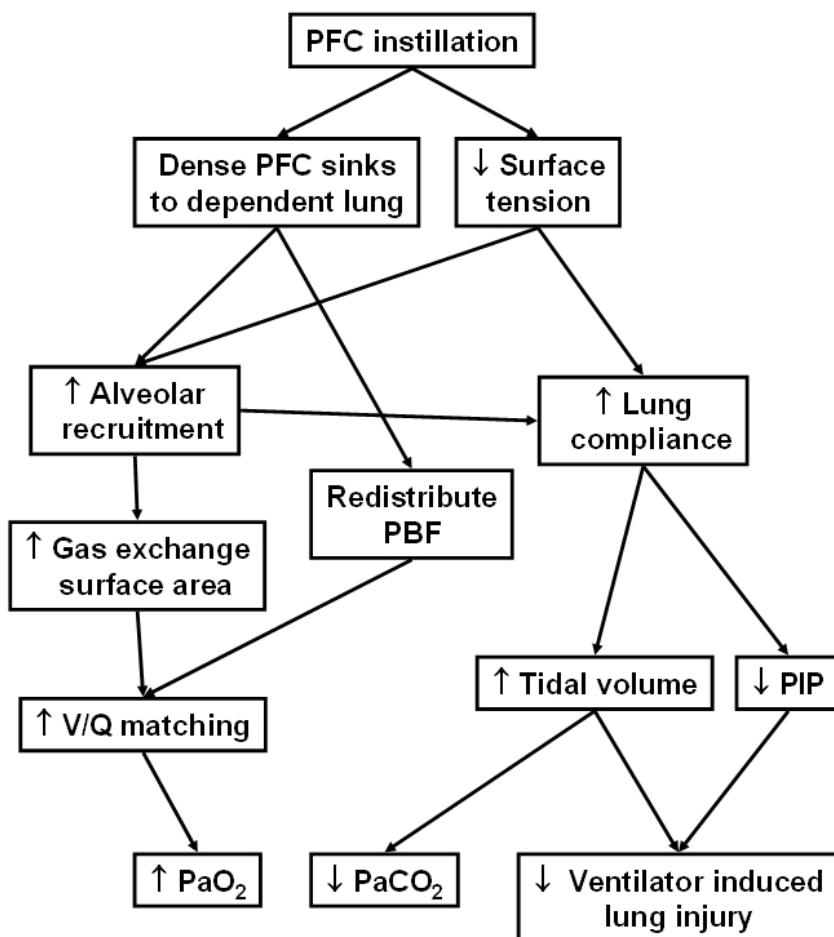 PFC instillation
Dense PFC sinks
to dependent lung
↓ Surface
tension
↑ Alveolar
recruitment
↑ Lung
compliance
Redistribute
PBF
↑ Gas exchange
surface area
↑ Tidal volume
↓ PIP
↑ V/Q matching
↑ PaO₂
↓ PaCO₂
↓ Ventilator induced
lung injury